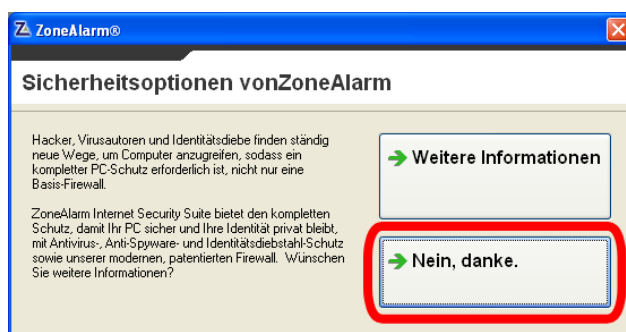 ZoneAlarm®
Sicherheitsoptionen vonZoneAlarm
Hacker, Virusautoren und Identitätsdiebe finden ständig
neue Wege, um Computer anzugreifen, sodass ein
kompletter PC-Schutz erforderlich ist, nicht nur eine
Basis-Firewall.
ZoneAlarm Internet Security Suite bietet den kompletten
Schutz, damit Ihr PC sicher und Ihre Identität privat bleibt,
mit Antivirus-, Anti-Spyware- und Identitätsdiebstahl-Schutz
sowie unserer modernen, patentierten Firewall. Wünschen
Sie weitere Informationen?
Weitere Informationen
Nein, danke.